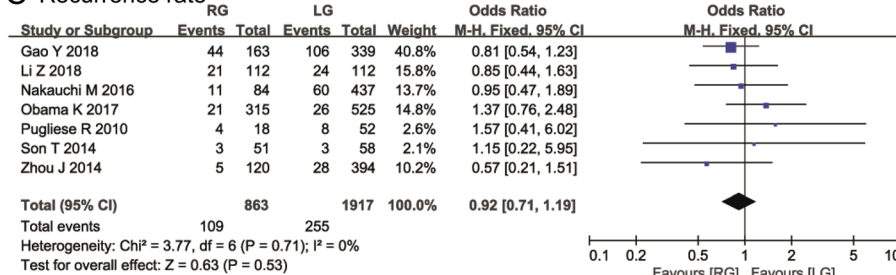 Recurrence rate
RG LG Odds Ratio Odds Ratio
Study or Subgroup Events Total Events Total Weight M-H, Fixed, 95% CI M-H, Fixed, 95% CI
Gao Y 2018 44 163 106 339 40.8% 0.81 [0.54, 1.23]
Li Z 2018 21 112 24 112 15.8% 0.85 [0.44, 1.63]
Nakauchi M 2016 11 84 60 437 13.7% 0.95 [0.47, 1.89]
Obama K 2017 21 315 26 525 14.8% 1.37 [0.76, 2.48]
Pugliese R 2010 4 18 8 52 2.6% 1.57 [0.41, 6.02]
Son T 2014 3 51 3 58 2.1% 1.15 [0.22, 5.95]
Zhou J 2014 5 120 28 394 10.2% 0.57 [0.21, 1.51]
Total (95% CI) 863 1917 100.0% 0.92 [0.71, 1.19]
Total events 109 255
Heterogeneity: Chi² = 3.77, df = 6 (P = 0.71); I² = 0%
Test for overall effect: Z = 0.63 (P = 0.53)
0.1 0.2 0.5 1 2 5 10
Favours [RG] Favours [LG]